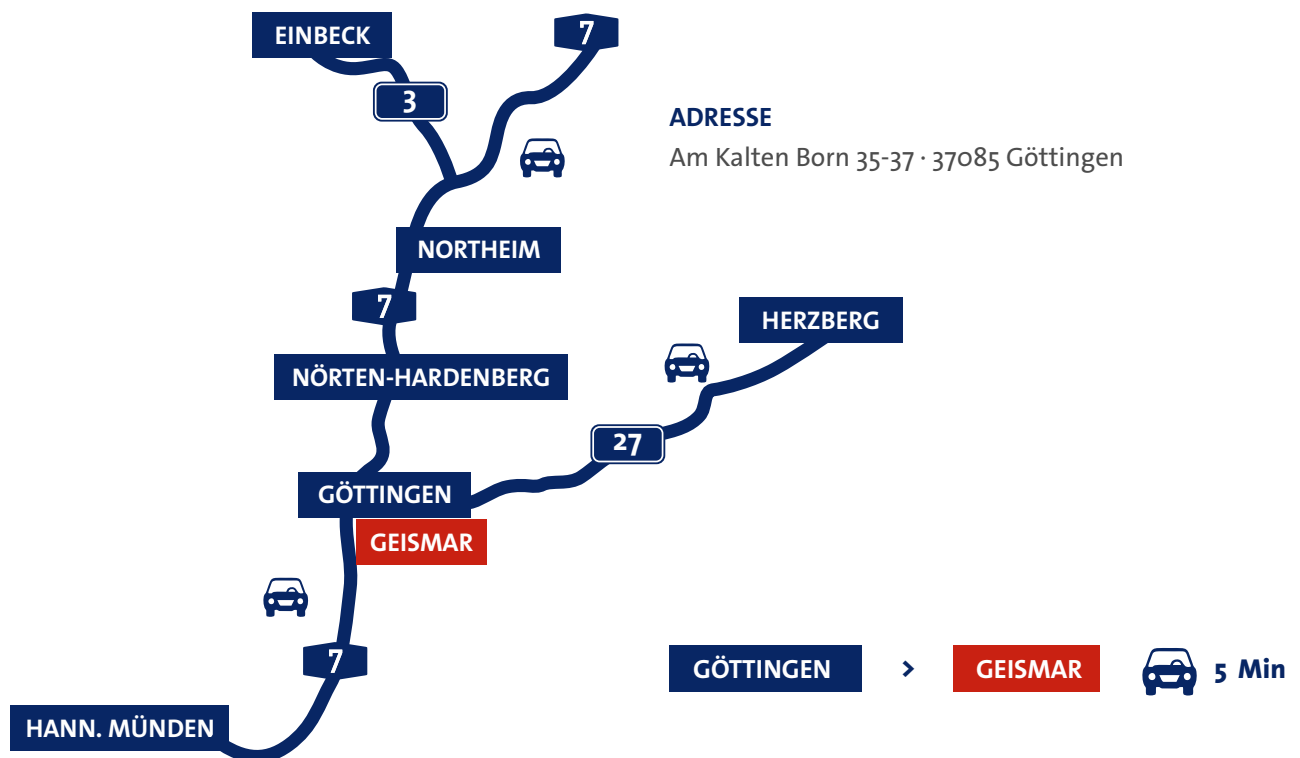 EINBECK
7
3
ADRESSE
Am Kalten Born 35-37 · 37085 Göttingen
NORTHEIM
7
HERZBERG
NÖRTEN-HARDENBERG
27
GÖTTINGEN
GEISMAR
7
GÖTTINGEN > GEISMAR 5 Min
HANN. MÜNDEN